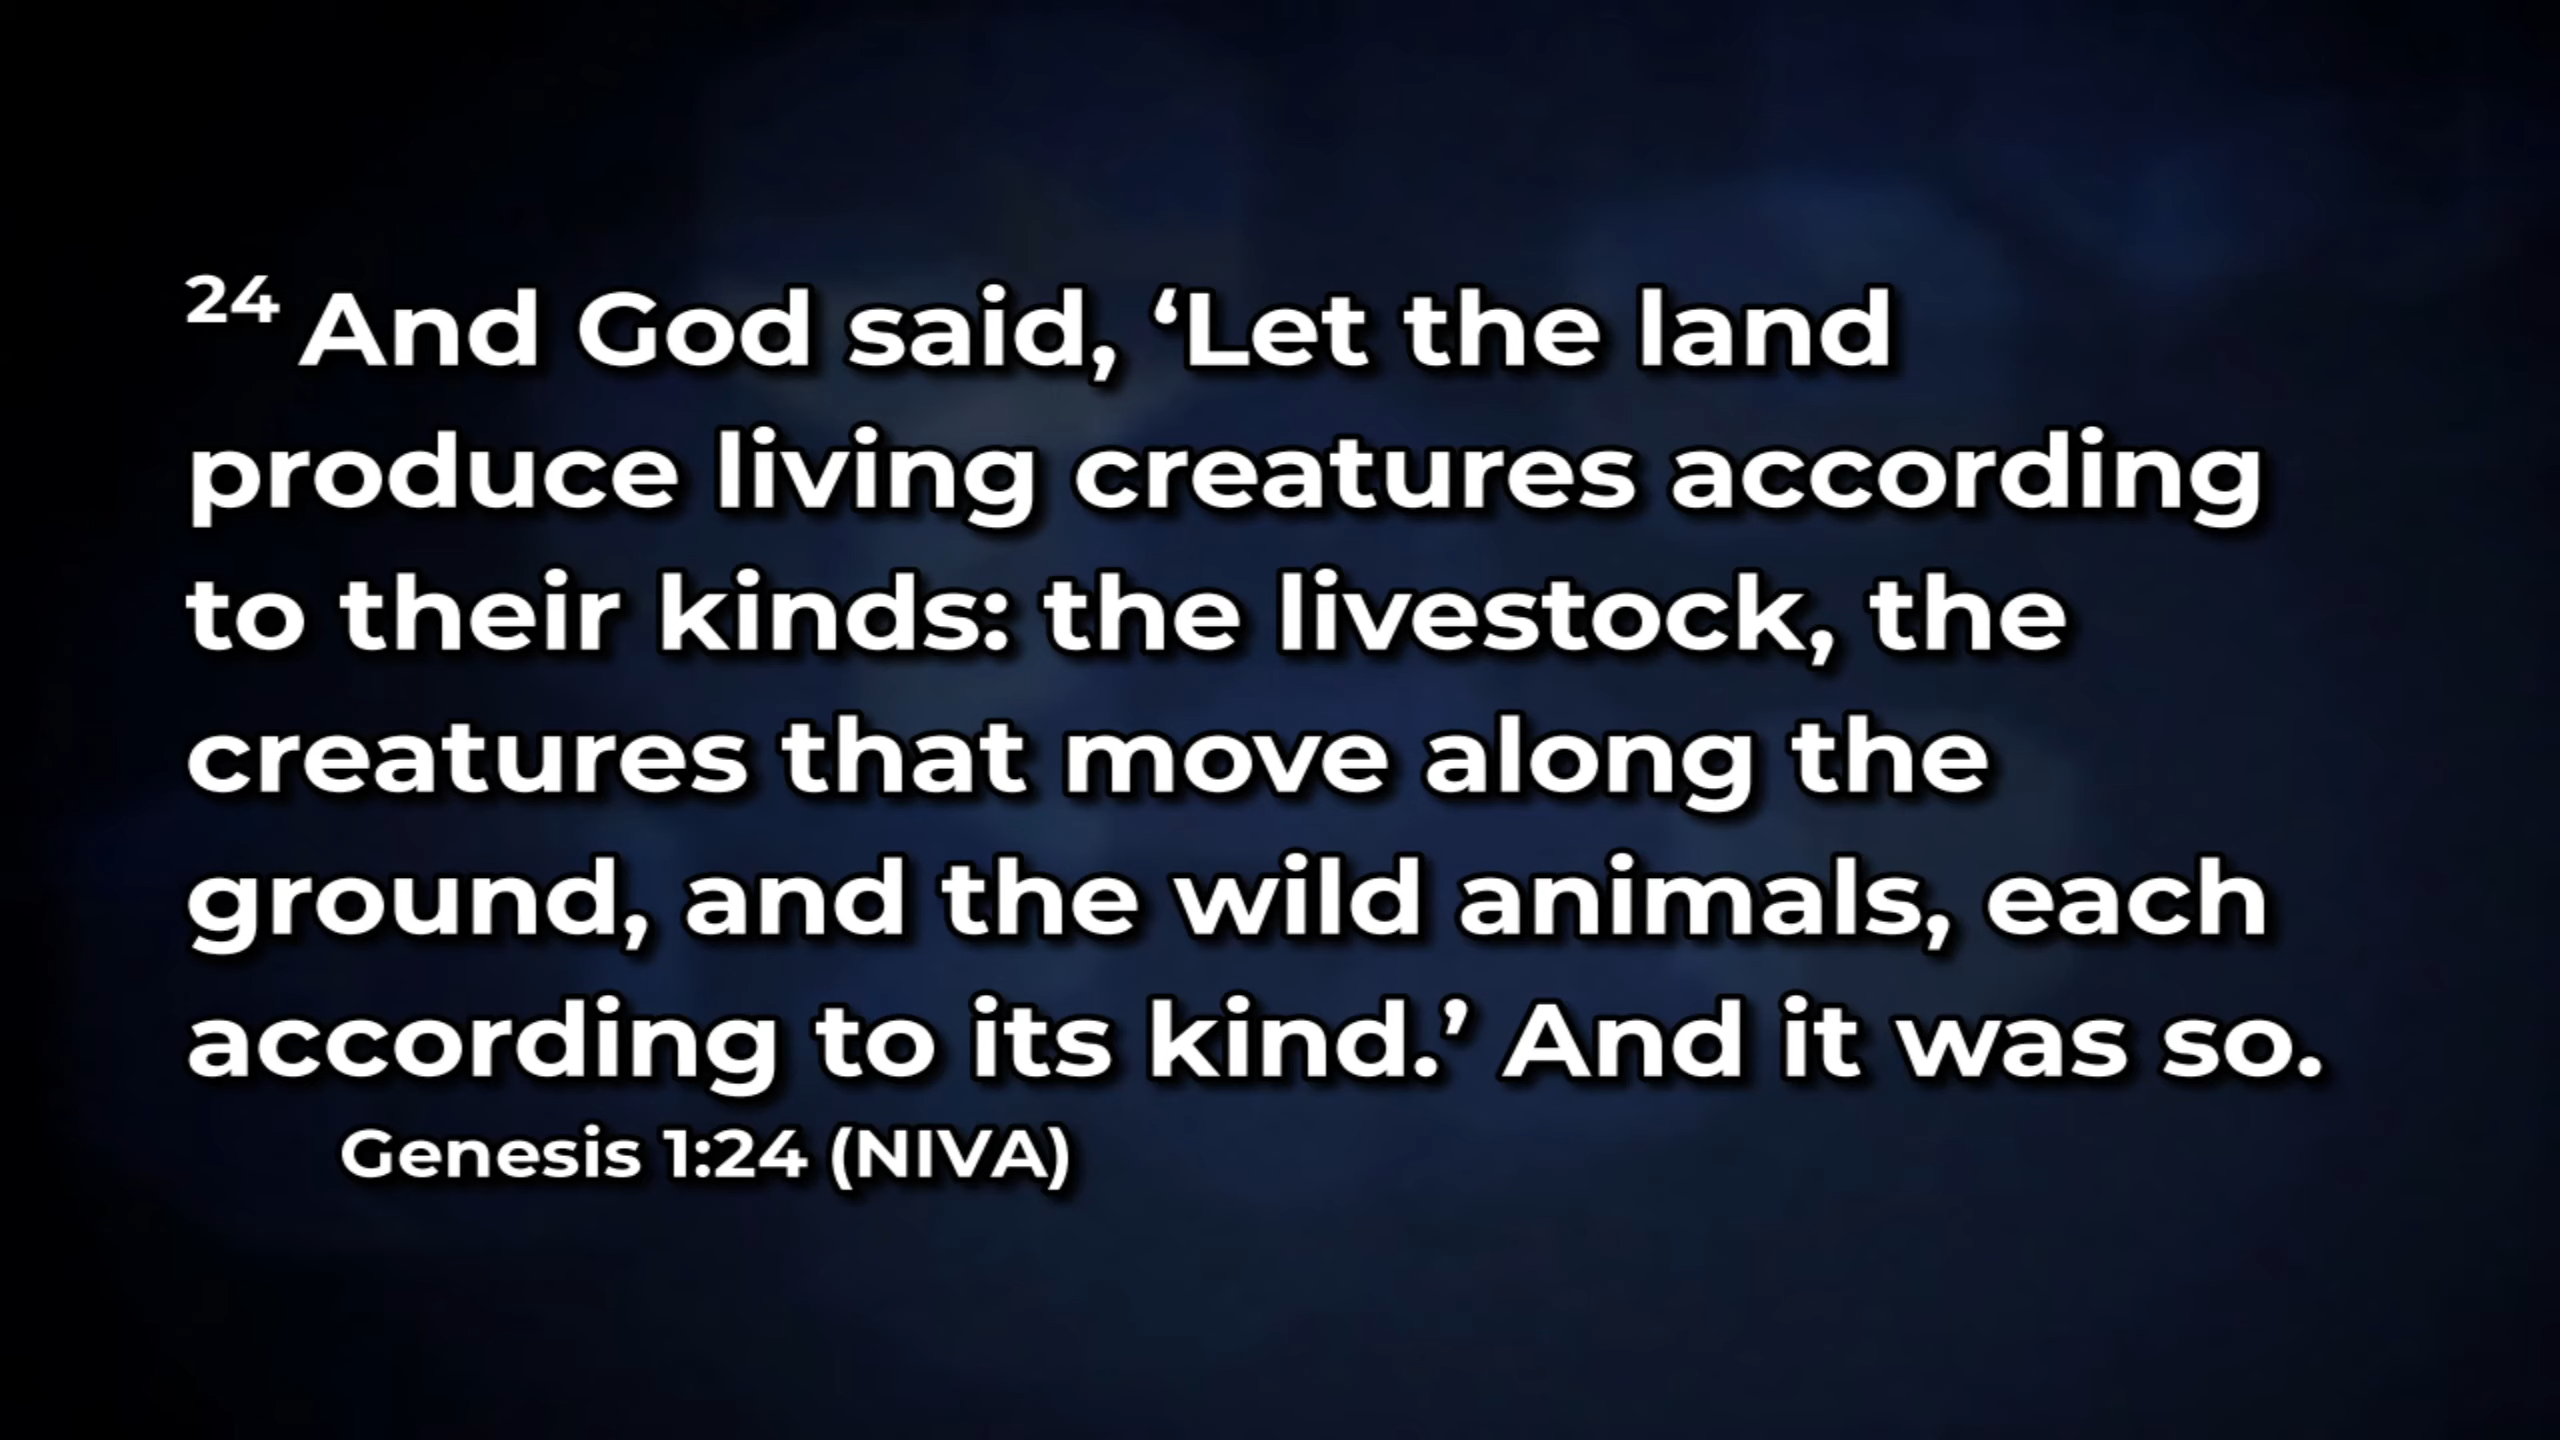 24 And God said, ‘Let the land
produce living creatures according
to their kinds: the livestock, the
creatures that move along the
ground, and the wild animals, each
according to its kind.’ And it was so.
Genesis 1:24 (NIVA)